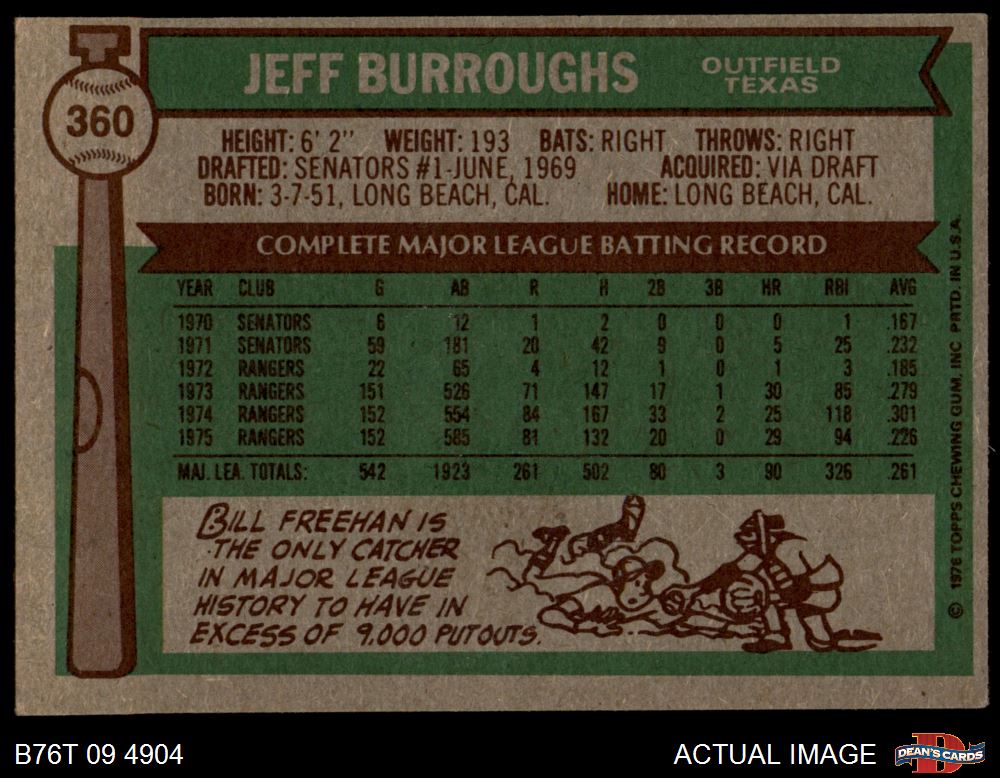 360
JEFF BURROUGHS
OUTFIELD
TEXAS
HEIGHT: 6' 2" WEIGHT: 193 BATS: RIGHT THROWS: RIGHT
DRAFTED: SENATORS #1-JUNE, 1969 ACQUIRED: VIA DRAFT
BORN: 3-7-51, LONG BEACH, CAL. HOME: LONG BEACH, CAL.
COMPLETE MAJOR LEAGUE BATTING RECORD
YEAR CLUB G AB R H 2B 3B HR RBI AVG
1970 SENATORS 6 12 1 2 0 0 0 1 .167
1971 SENATORS 59 181 20 42 9 0 5 25 .232
1972 RANGERS 22 65 4 12 1 0 1 3 .185
1973 RANGERS 151 526 71 147 17 1 30 85 .279
1974 RANGERS 152 554 84 167 33 2 25 118 .301
1975 RANGERS 152 585 81 132 20 0 29 94 .226
MAJ. LEA. TOTALS: 542 1923 261 502 80 3 90 326 .261
BILL FREEHAN IS
THE ONLY CATCHER
IN MAJOR LEAGUE
HISTORY TO HAVE IN
EXCESS OF 9,000 PUTOUTS.
© 1976 TOPPS CHEWING GUM, INC PRTD. IN U.S.A.
B76T 09 4904
ACTUAL IMAGE
D
DEAN'S CARDS